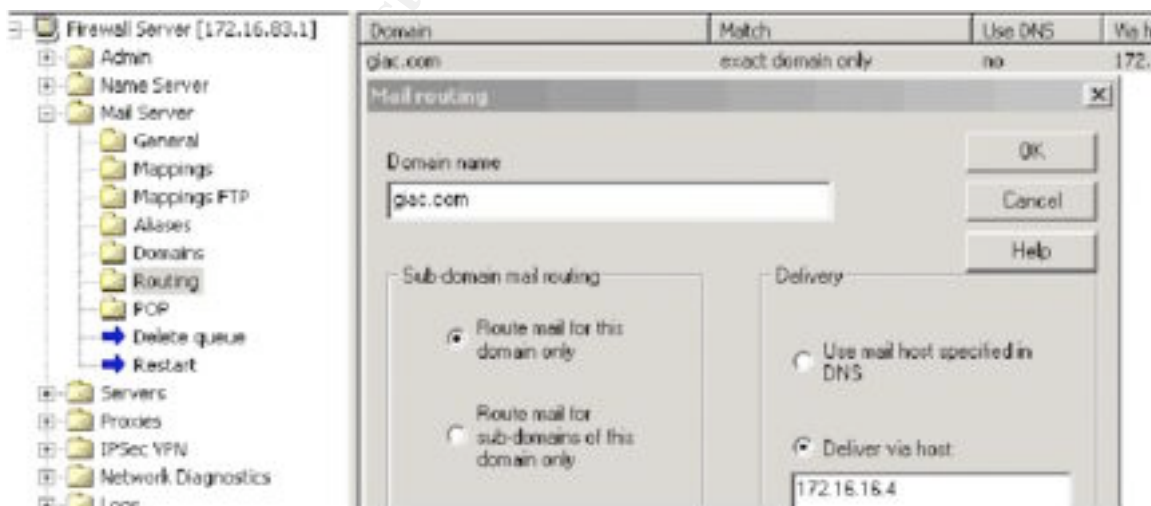 Firewall Server [172.16.83.1]
Admin
Name Server
Mail Server
General
Mappings
Mappings FTP
Aliases
Domains
Routing
POP
Delete queue
Restart
Servers
Proxies
IPSec VPN
Network Diagnostics
Logs
Domain Match Use DNS Via h
giac.com exact domain only no 172.
Mail routing
Domain name
giac.com
OK
Cancel
Help
Sub-domain mail routing
Route mail for this
domain only
Route mail for
sub-domains of this
domain only
Delivery
Use mail host specified in
DNS
Deliver via host:
172.16.16.4